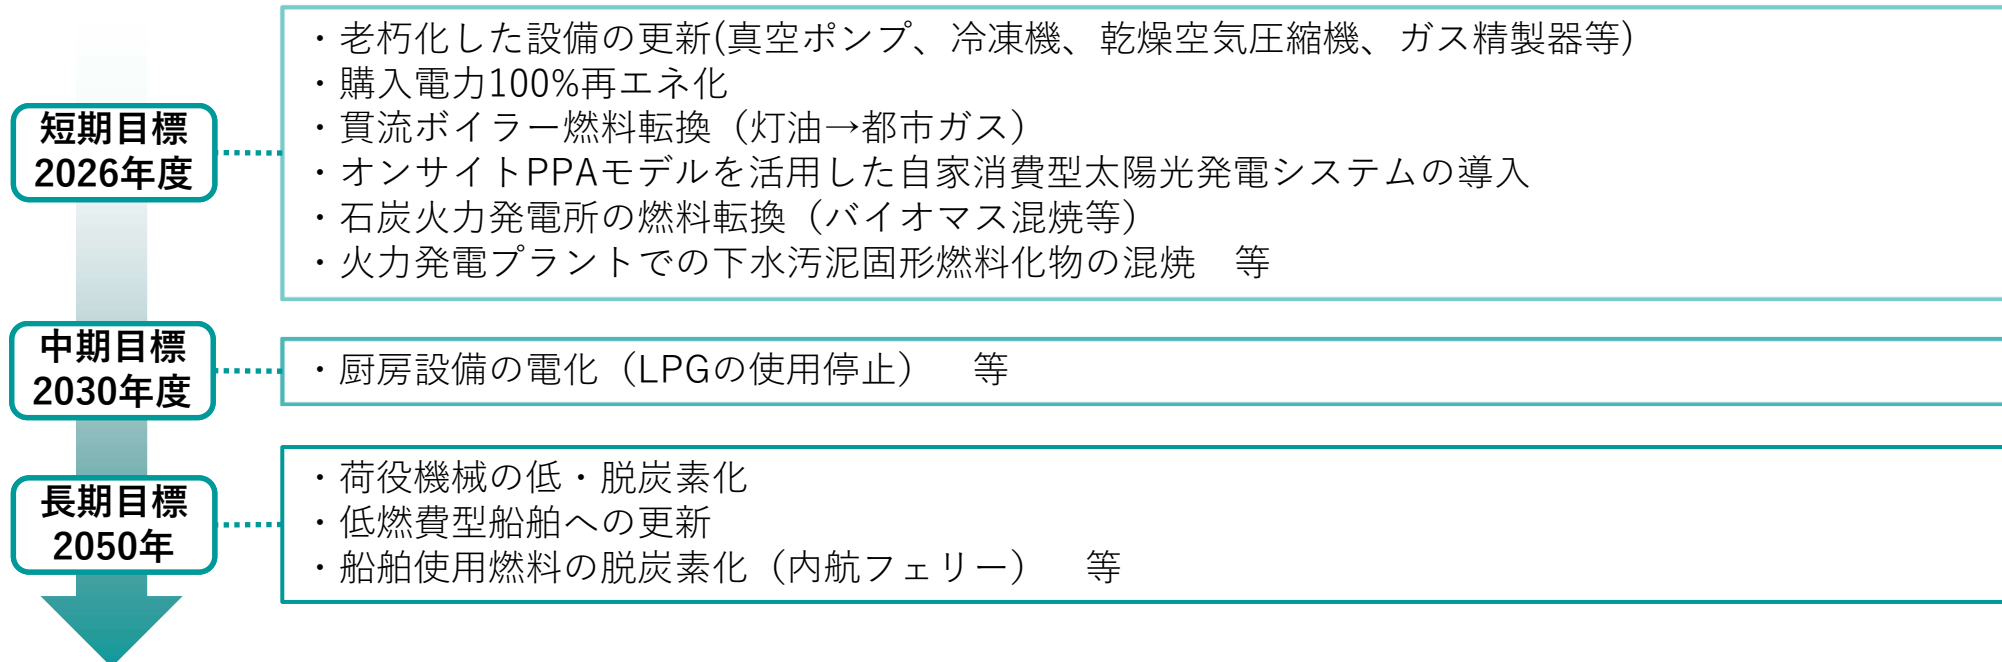 短期目標
2026年度
・老朽化した設備の更新(真空ポンプ、冷凍機、乾燥空気圧縮機、ガス精製器等)
・購入電力100%再エネ化
・貫流ボイラー燃料転換（灯油→都市ガス）
・オンサイトPPAモデルを活用した自家消費型太陽光発電システムの導入
・石炭火力発電所の燃料転換（バイオマス混焼等）
・火力発電プラントでの下水汚泥固形燃料化物の混焼　等
中期目標
2030年度
・厨房設備の電化（LPGの使用停止）　等
長期目標
2050年
・荷役機械の低・脱炭素化
・低燃費型船舶への更新
・船舶使用燃料の脱炭素化（内航フェリー）　等